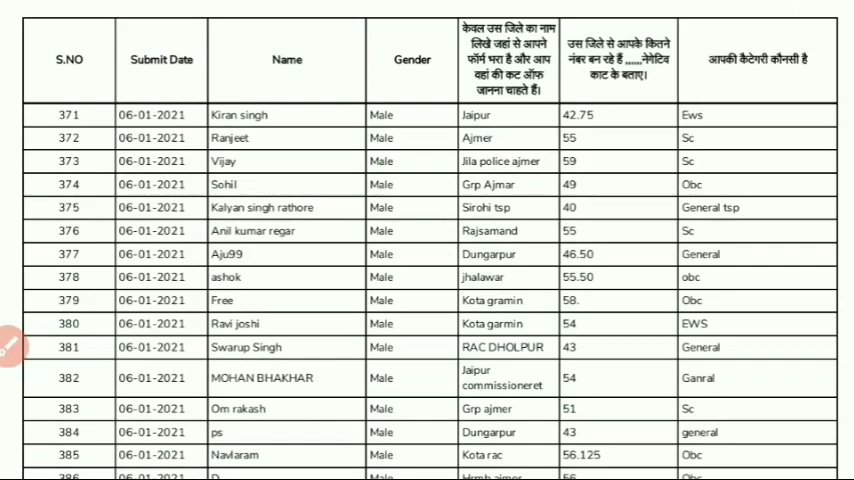 S.NO Submit Date Name Gender केवल उस जिले का नाम लिखे जहां से आपने फॉर्म भरा है और आप वहां की कट ऑफ जानना चाहते हैं। उस जिले से आपके कितने नंबर बन रहे हैं ,,,,,,नेगेटिव काट के बताए। आपकी कैटेगरी कौनसी है
371 06-01-2021 Kiran singh Male Jaipur 42.75 Ews
372 06-01-2021 Ranjeet Male Ajmer 55 Sc
373 06-01-2021 Vijay Male Jila police ajmer 59 Sc
374 06-01-2021 Sohil Male Grp Ajmar 49 Obc
375 06-01-2021 Kalyan singh rathore Male Sirohi tsp 40 General tsp
376 06-01-2021 Anil kumar regar Male Rajsamand 55 Sc
377 06-01-2021 Aju99 Male Dungarpur 46.50 General
378 06-01-2021 ashok Male jhalawar 55.50 obc
379 06-01-2021 Free Male Kota gramin 58. Obc
380 06-01-2021 Ravi joshi Male Kota garmin 54 EWS
381 06-01-2021 Swarup Singh Male RAC DHOLPUR 43 General
382 06-01-2021 MOHAN BHAKHAR Male Jaipur commissioneret 54 Ganral
383 06-01-2021 Om rakash Male Grp ajmer 51 Sc
384 06-01-2021 ps Male Dungarpur 43 general
385 06-01-2021 Navlaram Male Kota rac 56.125 Obc
386 06-01-2021 D Male ajmer 56 Obc